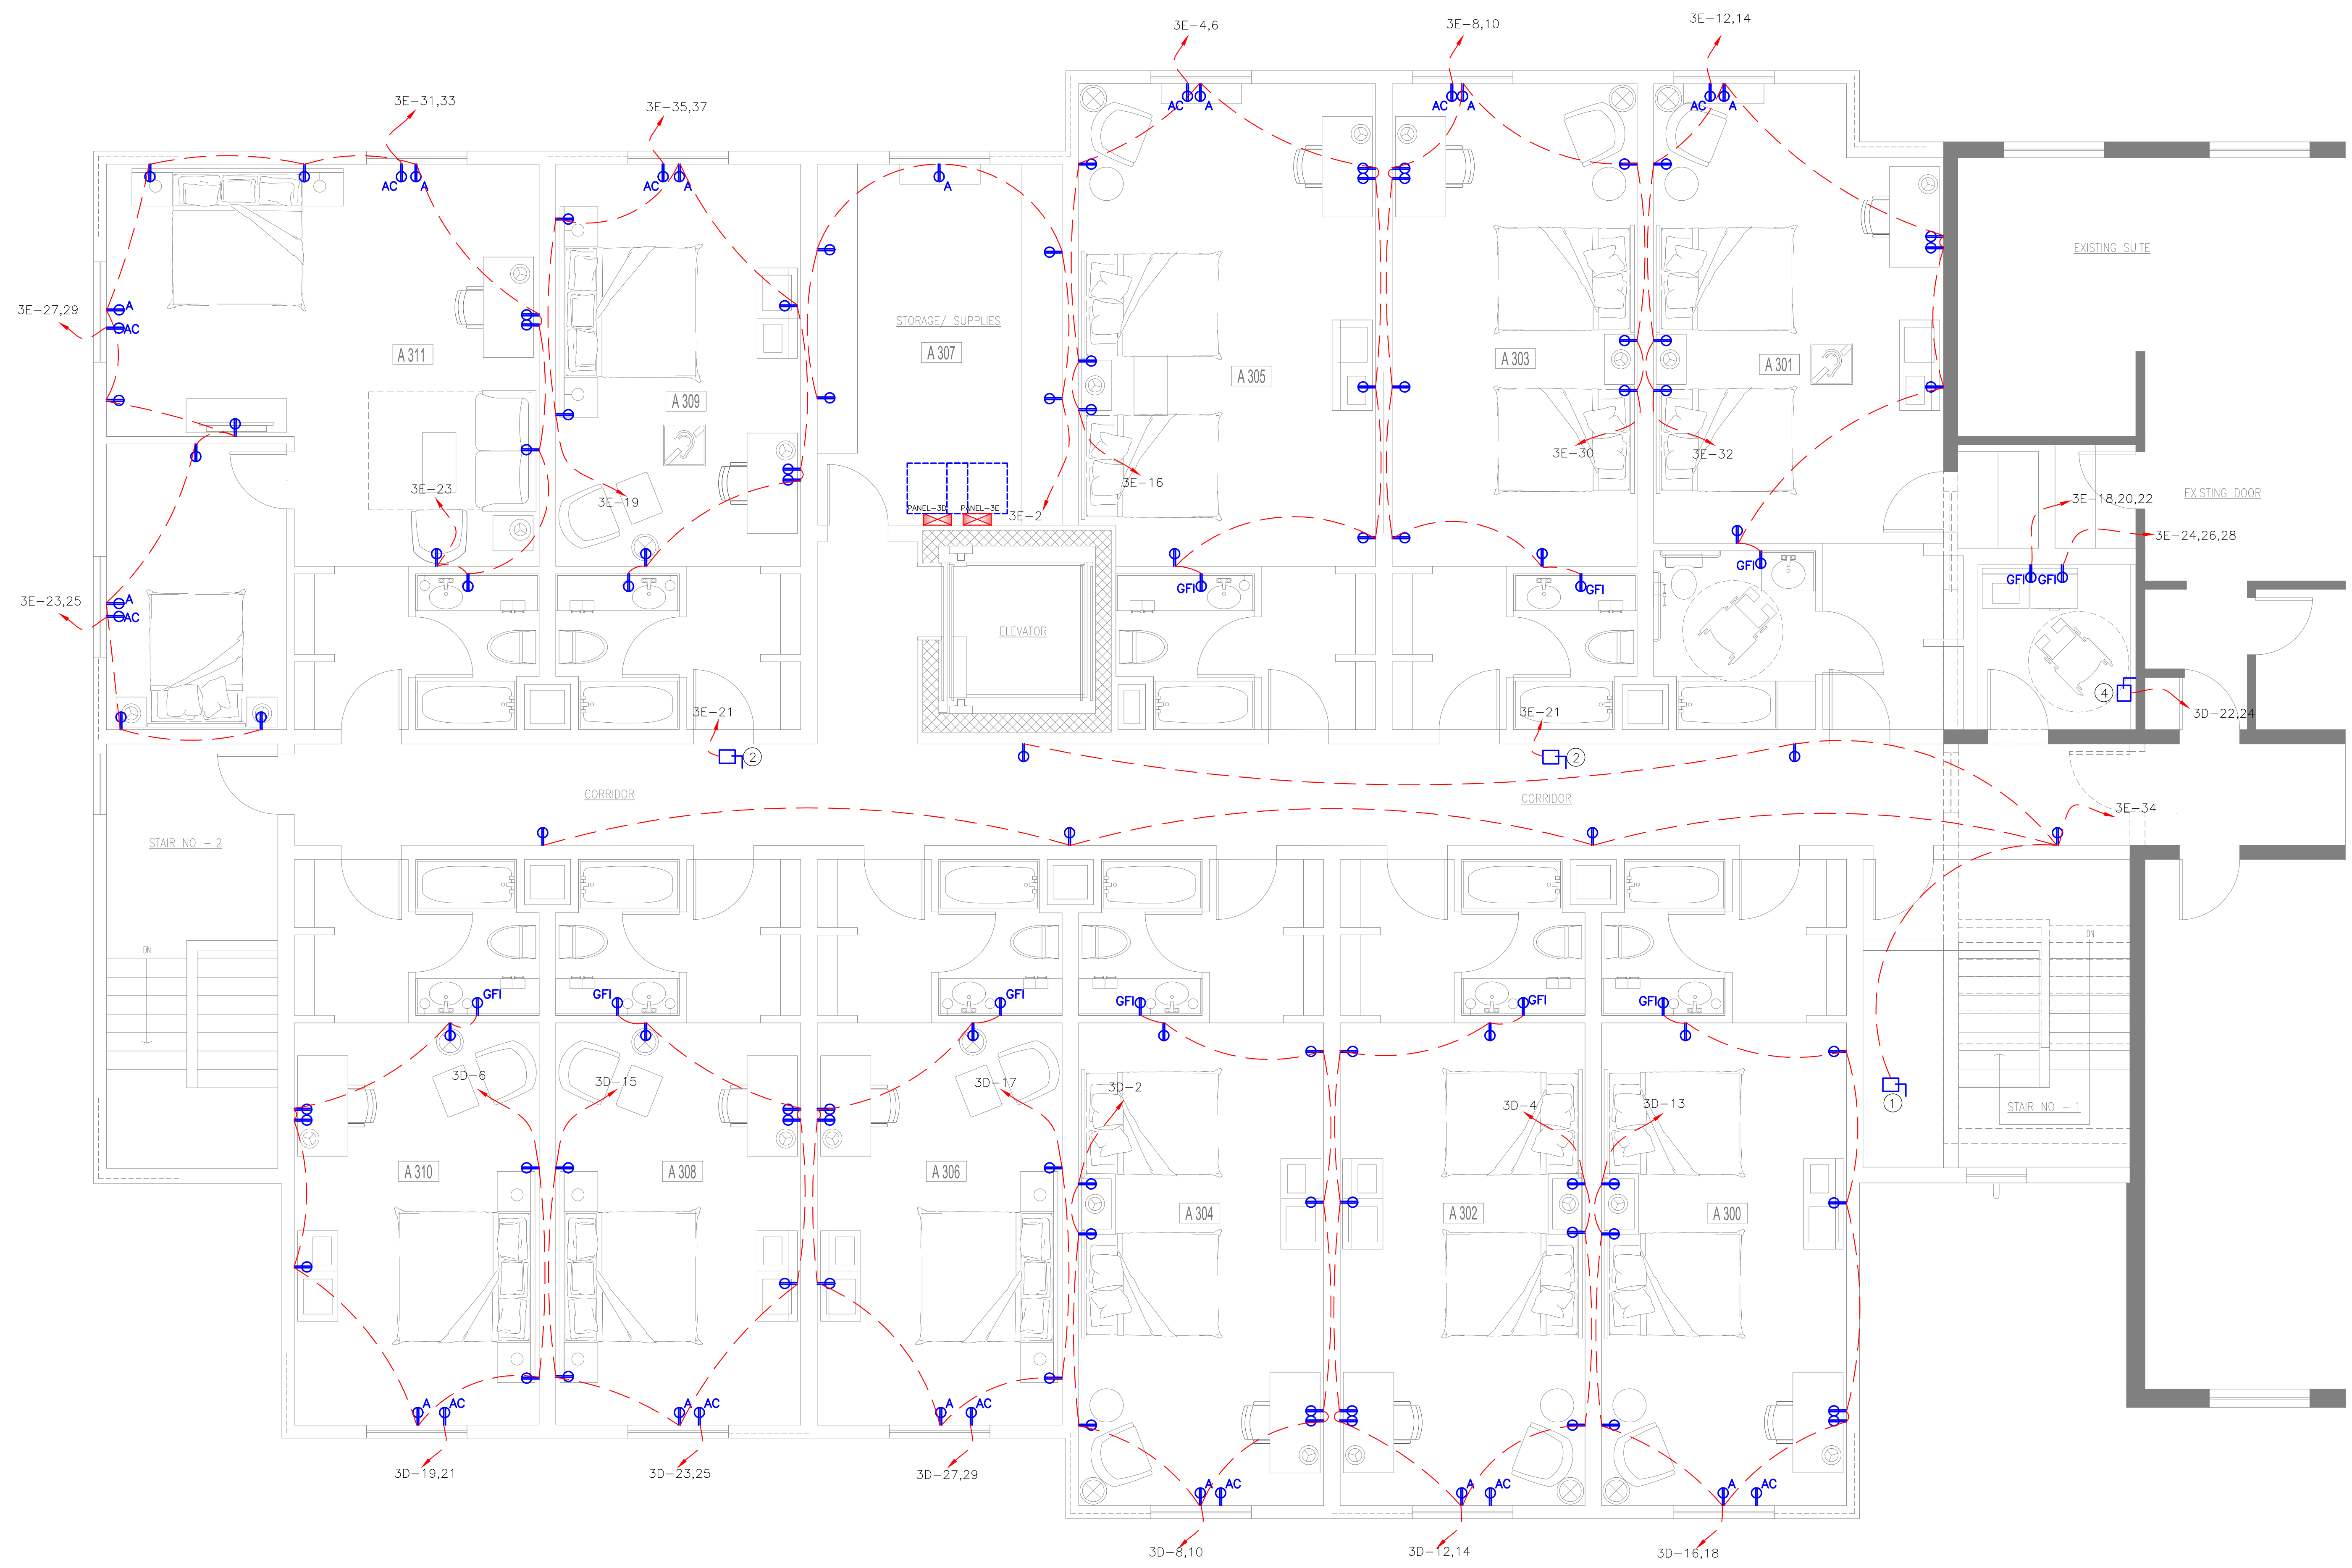 3E-4,6
3E-8,10
3E-12,14
3E-31,33
3E-35,37
AC A
AC A
AC A
AC A
AC A
A
EXISTING SUITE
3E-27,29
A
AC
STORAGE/ SUPPLIES
A 311
A 307
A 305
A 303
A 301
A 309
3E-30
3E-32
3E-23
3E-19
3E-16
EXISTING DOOR
3E-18,20,22
PANEL-3D PANEL-3E
3E-2
3E-24,26,28
GFI
GFI GFI
GFI
GFI
3E-23,25
A
AC
ELEVATOR
4
3D-22,24
3E-21
3E-21
2
2
CORRIDOR
CORRIDOR
3E-34
STAIR NO - 2
DN
DN
GFI
GFI
GFI
GFI
GFI
GFI
3D-6
3D-15
3D-17
3D-2
3D-4
3D-13
1
STAIR NO - 1
A 310
A 308
A 306
A 304
A 302
A 300
A AC
A AC
A AC
3D-19,21
3D-23,25
3D-27,29
A AC
A AC
A AC
3D-8,10
3D-12,14
3D-16,18